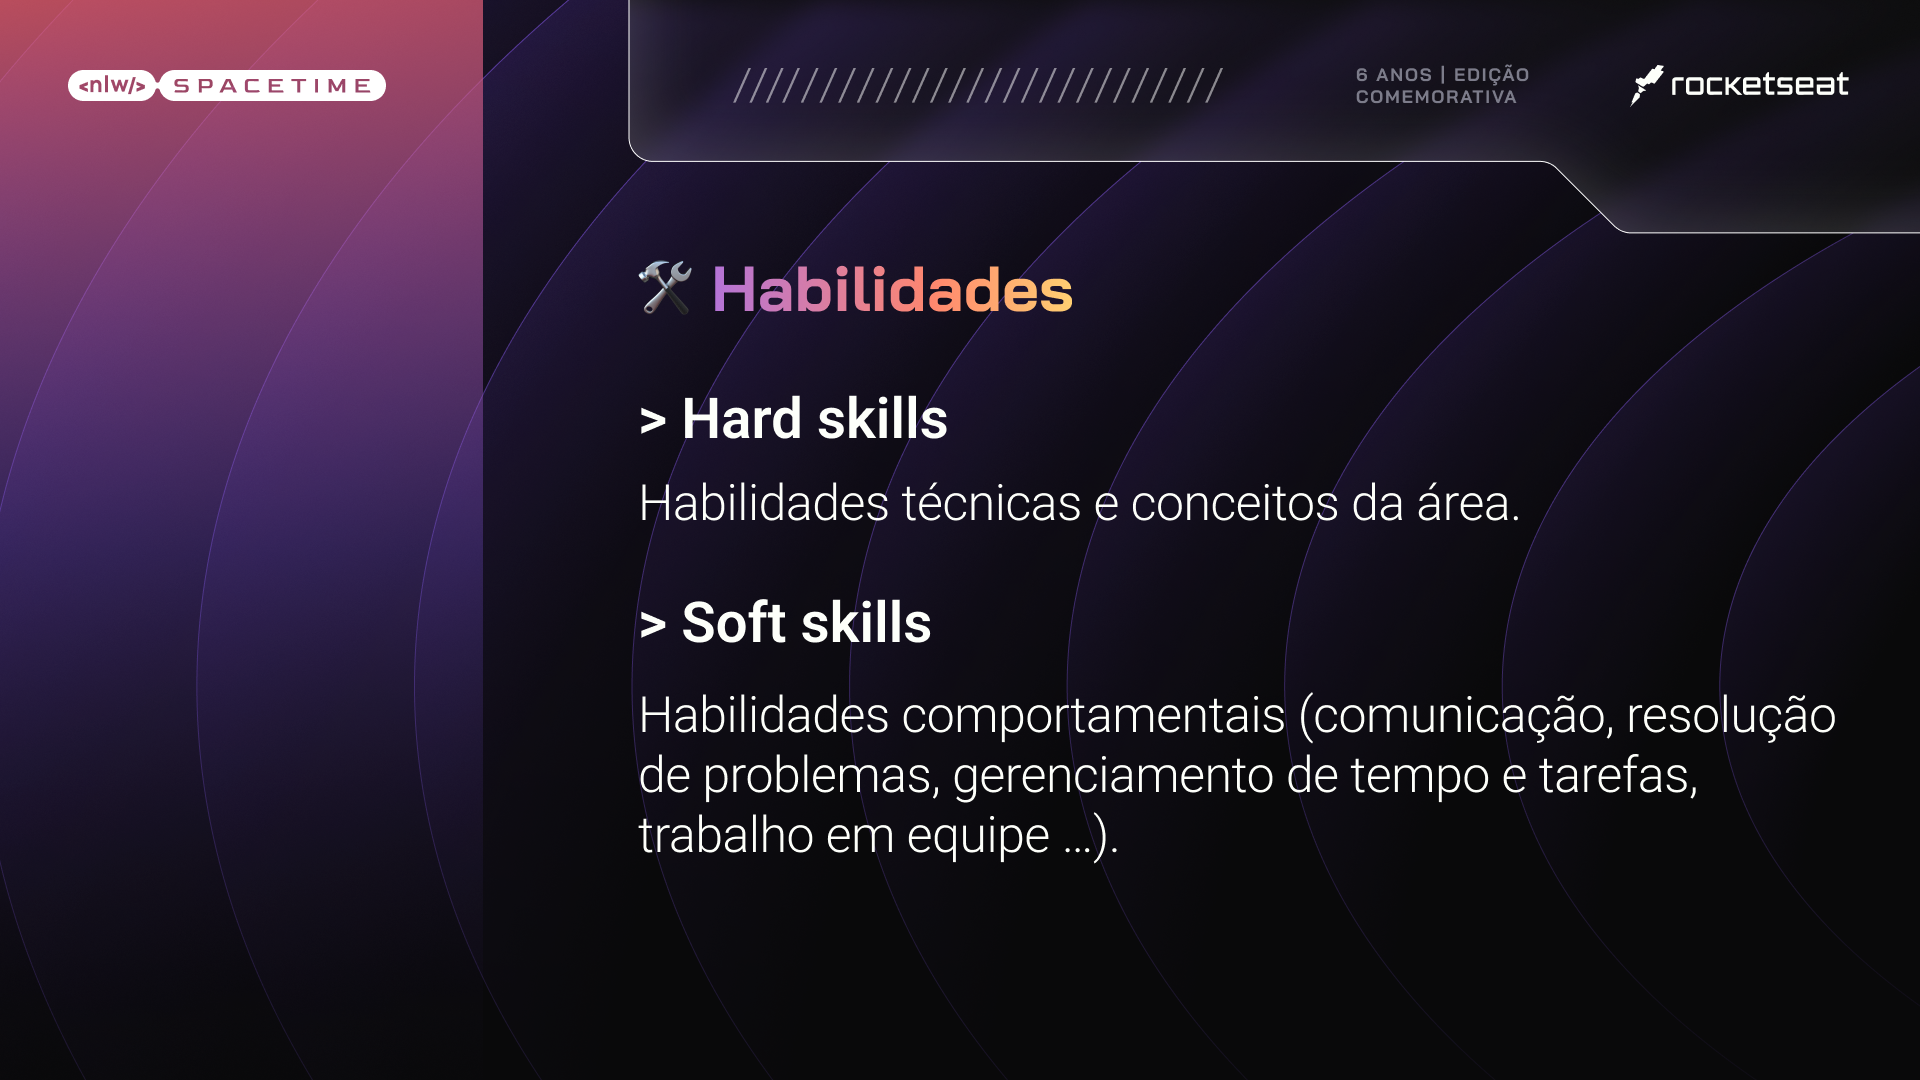 <nlw/> SPACETIME
6 ANOS | EDIÇÃO
COMEMORATIVA
rocketseat
Habilidades
> Hard skills
Habilidades técnicas e conceitos da área.
> Soft skills
Habilidades comportamentais (comunicação, resolução
de problemas, gerenciamento de tempo e tarefas,
trabalho em equipe ...).